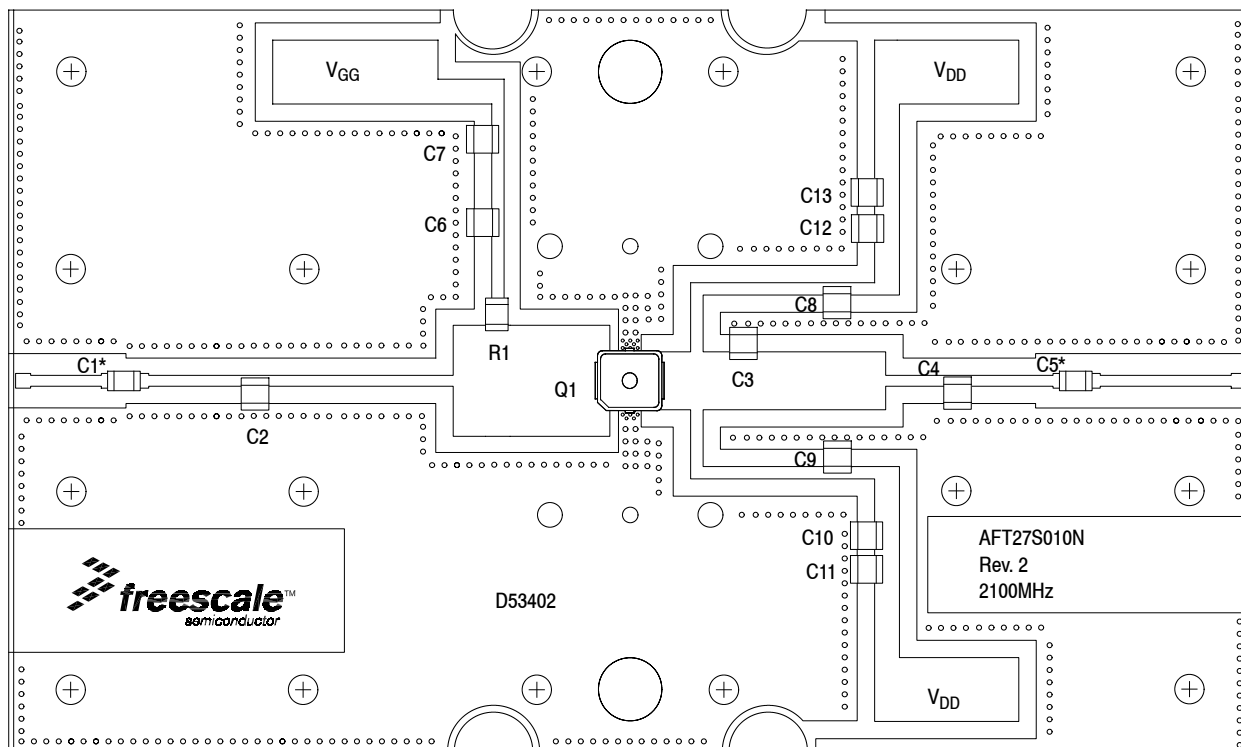 VGG
VDD
C7
C13
C6
C12
C8
R1
C3
C1*
C4
C5*
Q1
C2
C9
C10
C11
AFT27S010N
Rev. 2
2100MHz
freescale™
semiconductor
D53402
VDD